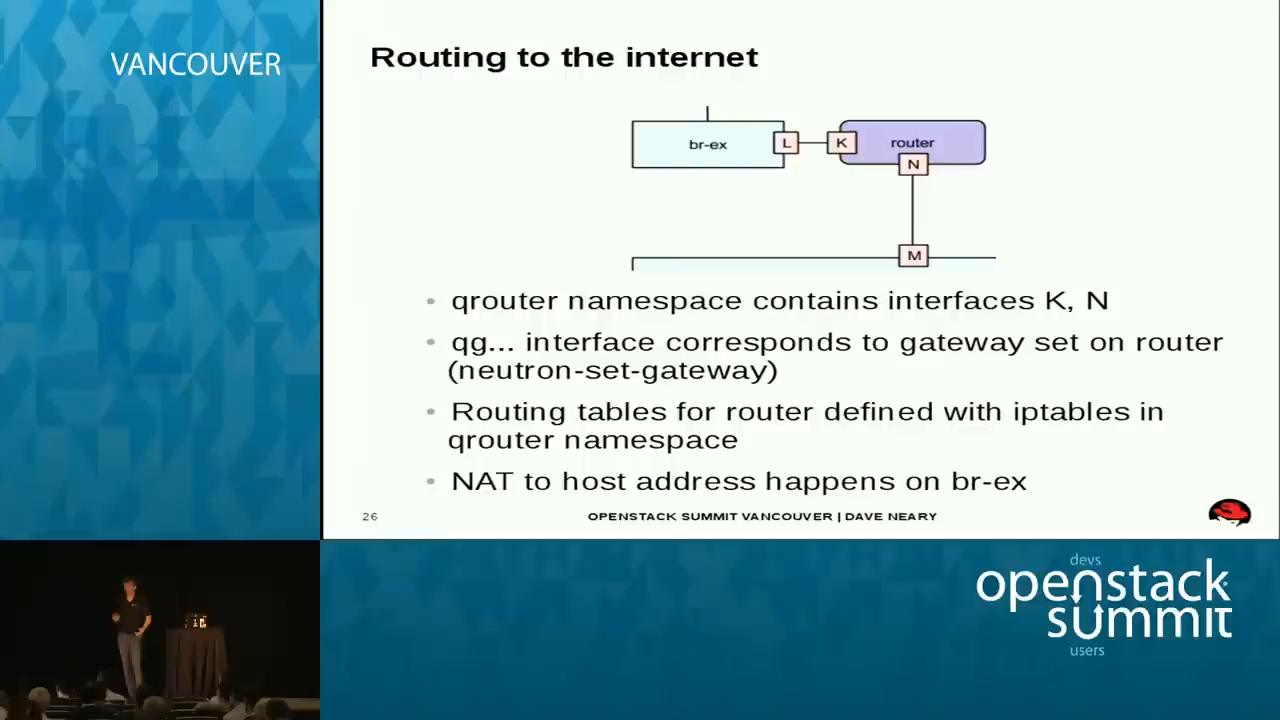 VANCOUVER
Routing to the internet
br-ex
L
K
router
N
M
• qrouter namespace contains interfaces K, N
• qg... interface corresponds to gateway set on router
(neutron-set-gateway)
• Routing tables for router defined with iptables in
qrouter namespace
• NAT to host address happens on br-ex
26
OPENSTACK SUMMIT VANCOUVER | DAVE NEARY
devs
openstack
summit
users